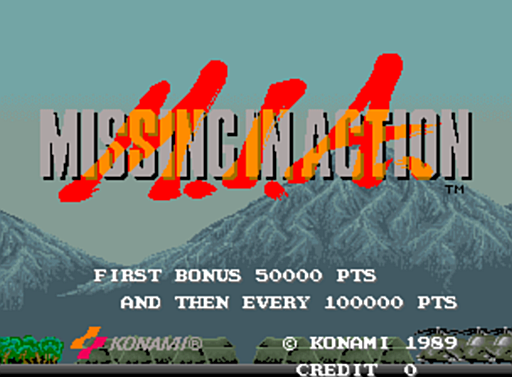 M.I.A.
MISSING IN ACTION
TM
FIRST BONUS 50000 PTS
AND THEN EVERY 100000 PTS
KONAMI® © KONAMI 1989
CREDIT 0